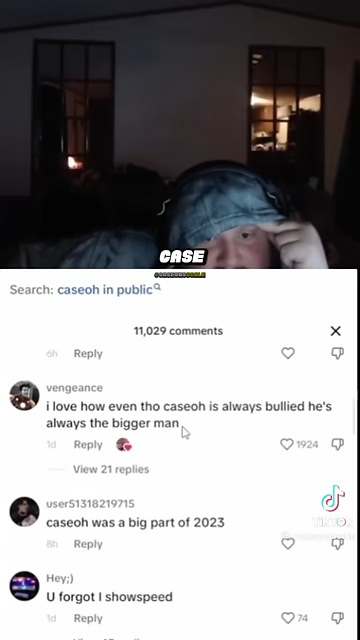 CASE
Search: caseoh in public
11,029 comments
6h Reply
vengeance
i love how even tho caseoh is always bullied he's
always the bigger man
1d Reply
1924
View 21 replies
user51318219715
caseoh was a big part of 2023
8h Reply
Hey;)
U forgot I showspeed
1d Reply
74
TikTok